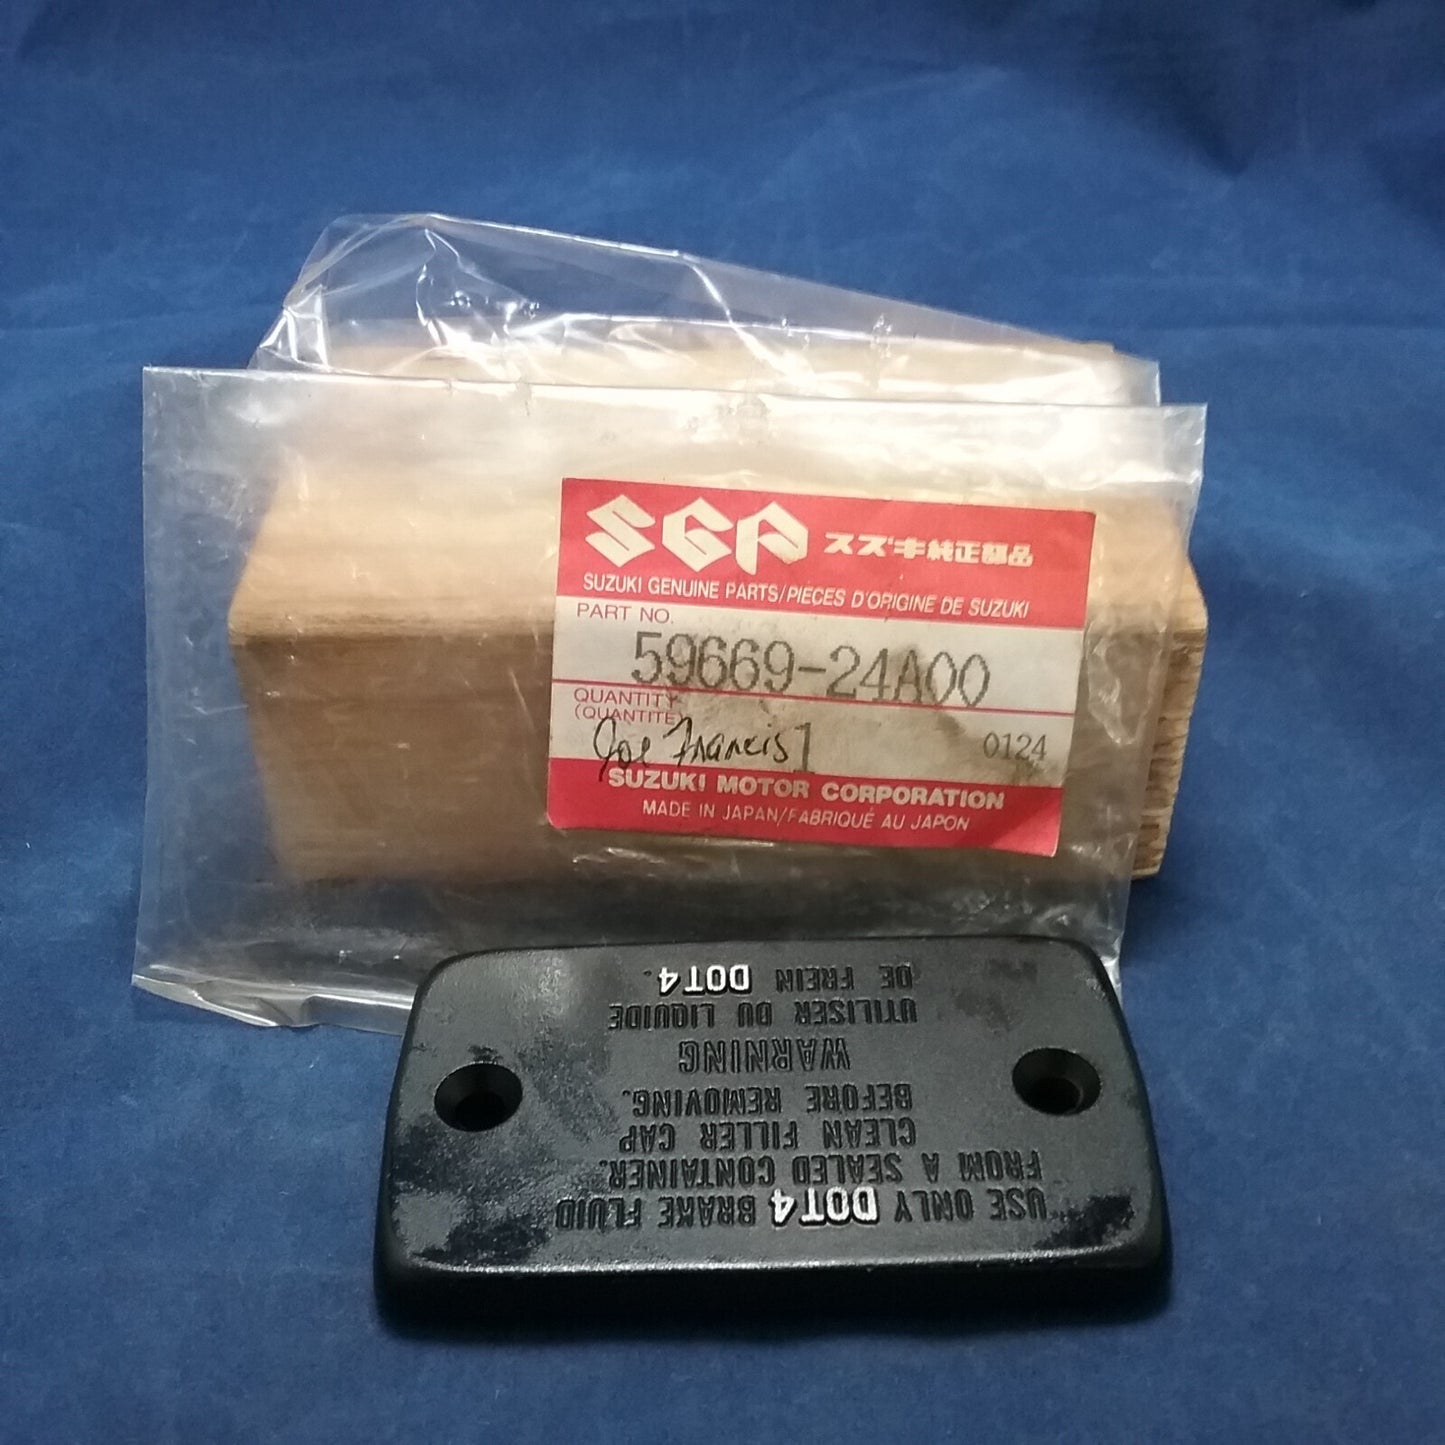 SGP スズキ純正部品
SUZUKI GENUINE PARTS/PIECES D'ORIGINE DE SUZUKI
PART NO.
59669-24A00
QUANTITY
(QUANTITE)
Joe Francis 1 0124
SUZUKI MOTOR CORPORATION
MADE IN JAPAN/FABRIQUÉ AU JAPON
USE ONLY DOT4 BRAKE FLUID
FROM A SEALED CONTAINER.
CLEAN FILLER CAP
BEFORE REMOVING.
WARNING
UTILISER DU LIQUIDE
DE FREIN DOT4.